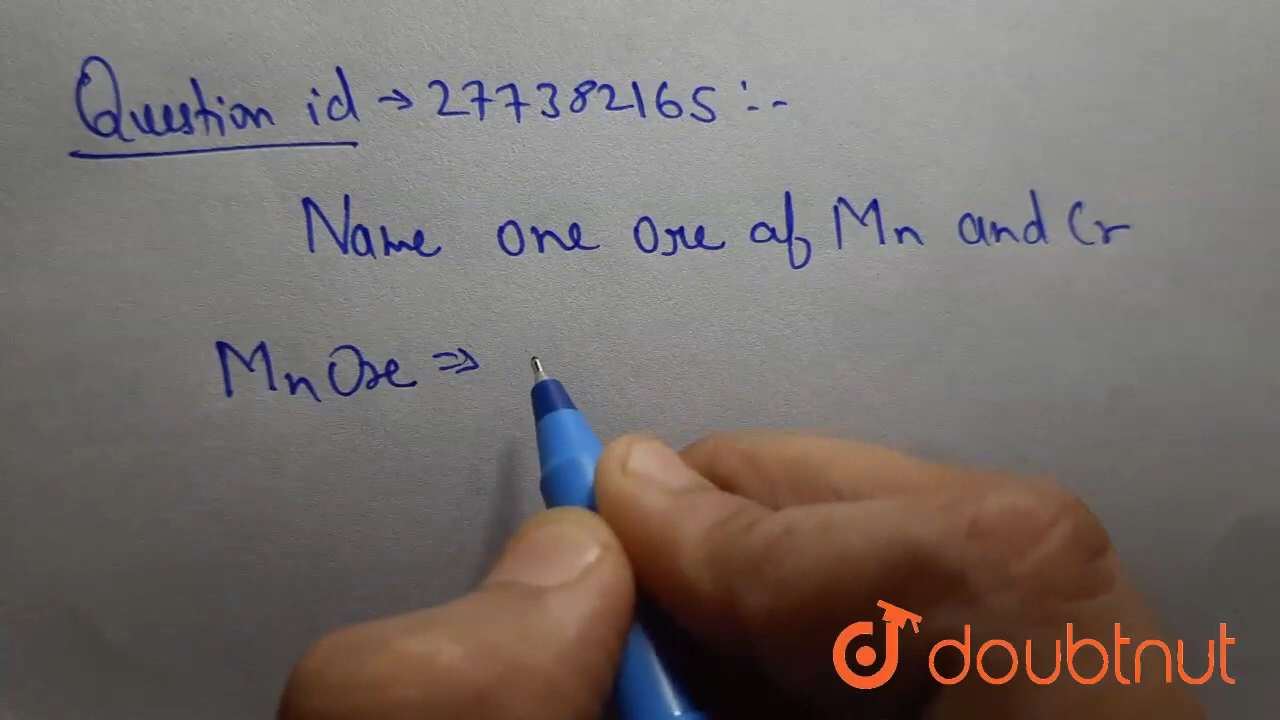 Question id → 277382165 :-
Name one ore of Mn and Cr
Mn Ore ⇒
doubtnut